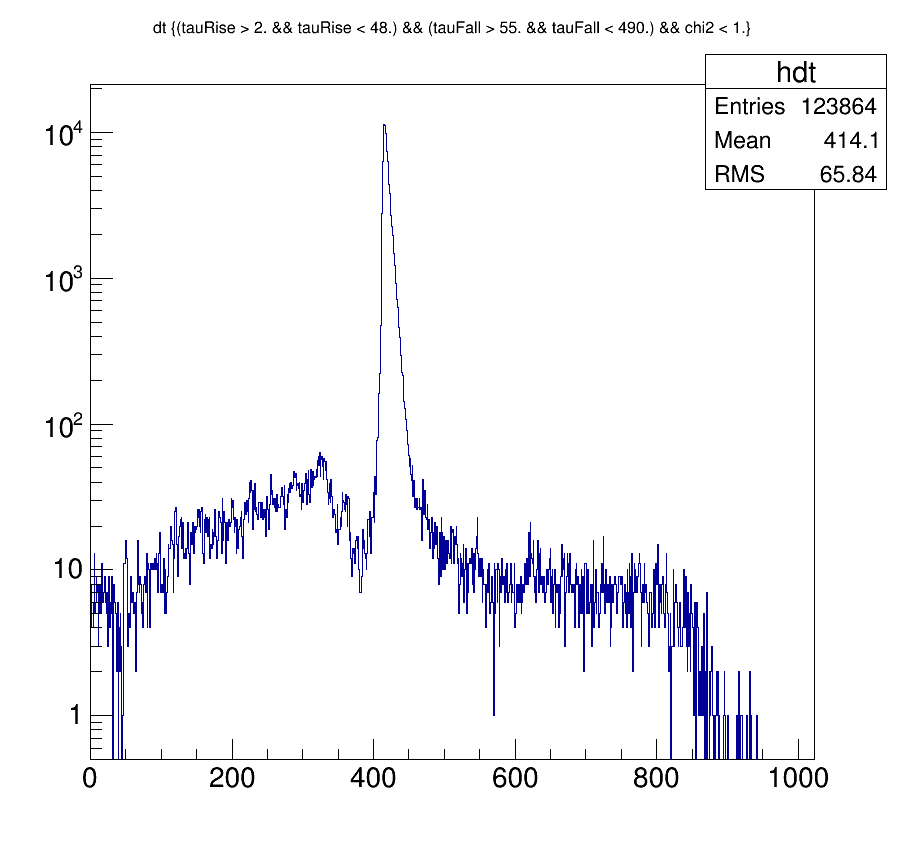 dt {(tauRise > 2. && tauRise < 48.) && (tauFall > 55. && tauFall < 490.) && chi2 < 1.}
hdt
Entries 123864
Mean 414.1
RMS 65.84
10⁴
10³
10²
10
1
0 200 400 600 800 1000